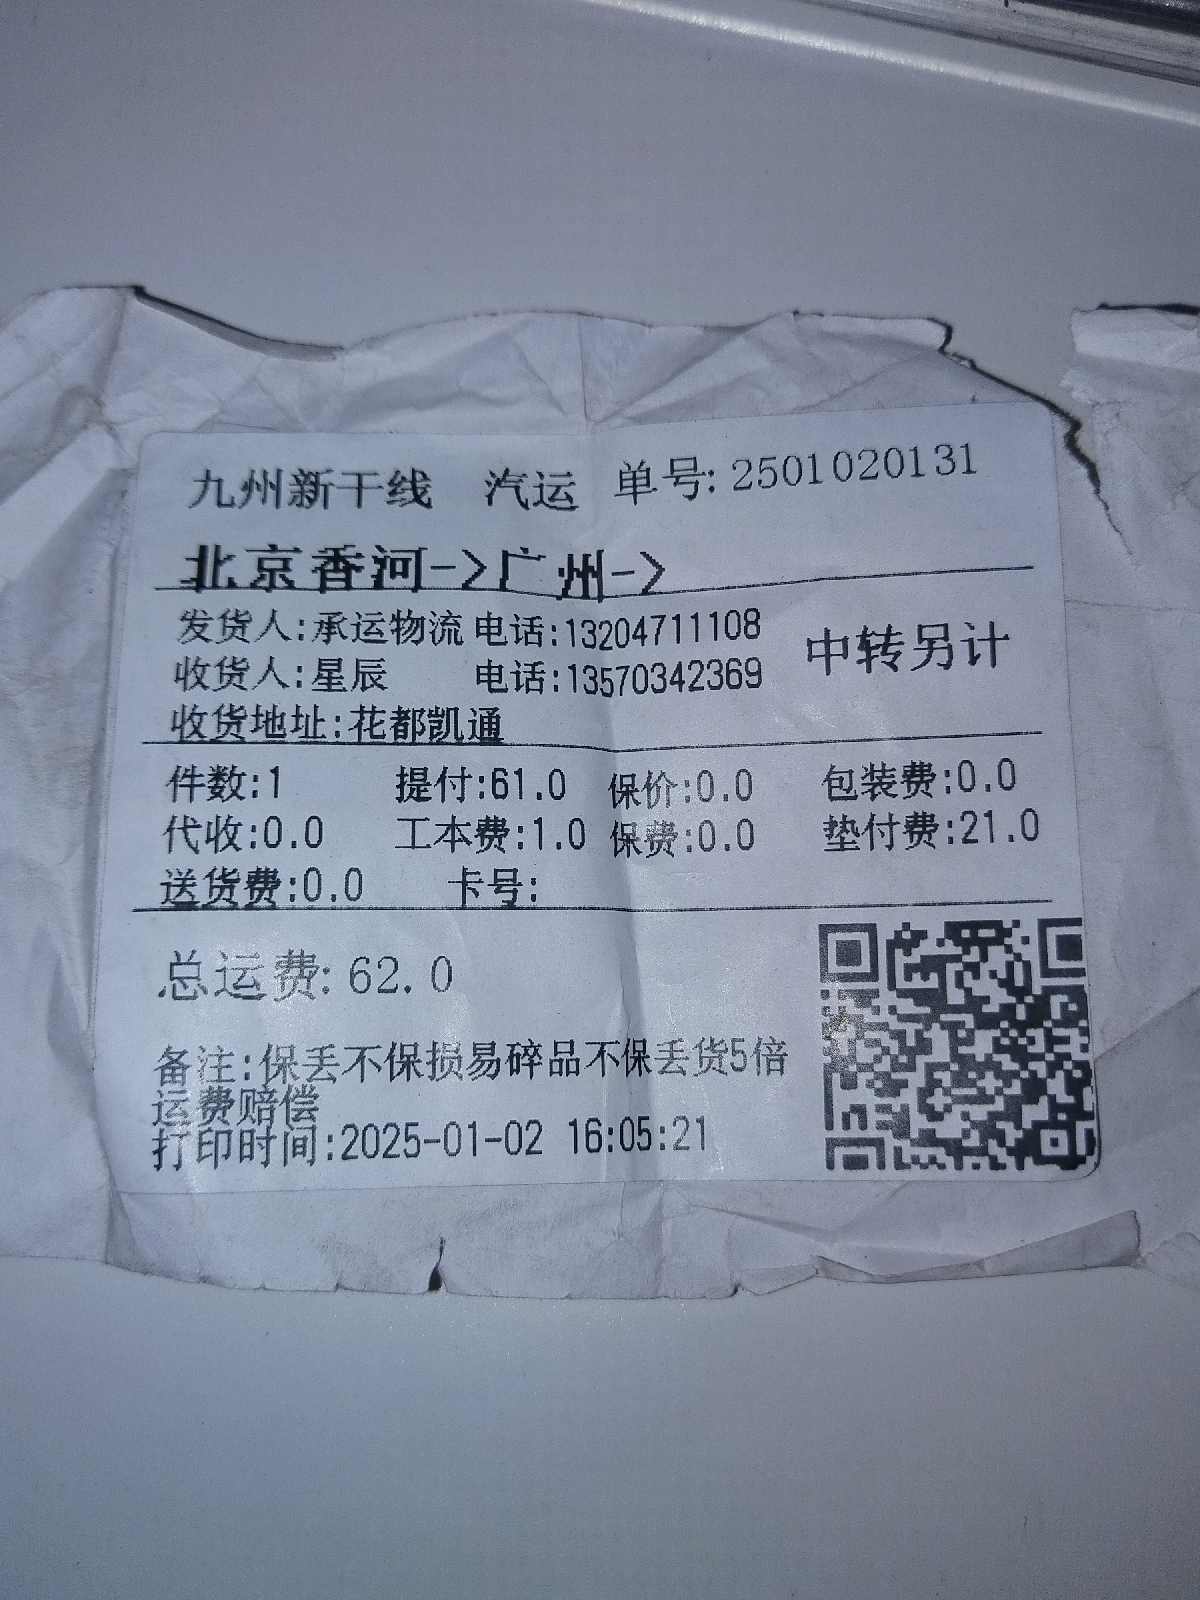 九州新干线 汽运 单号: 2501020131
北京香河->广州->
发货人:承运物流 电话:13204711108
收货人:星辰 电话:13570342369
中转另计
收货地址:花都凯通
件数:1 提付:61.0 保价:0.0 包装费:0.0
代收:0.0 工本费:1.0 保费:0.0 垫付费:21.0
送货费:0.0 卡号:
总运费: 62.0
备注:保丢不保损易碎品不保丢货5倍
运费赔偿
打印时间:2025-01-02 16:05:21